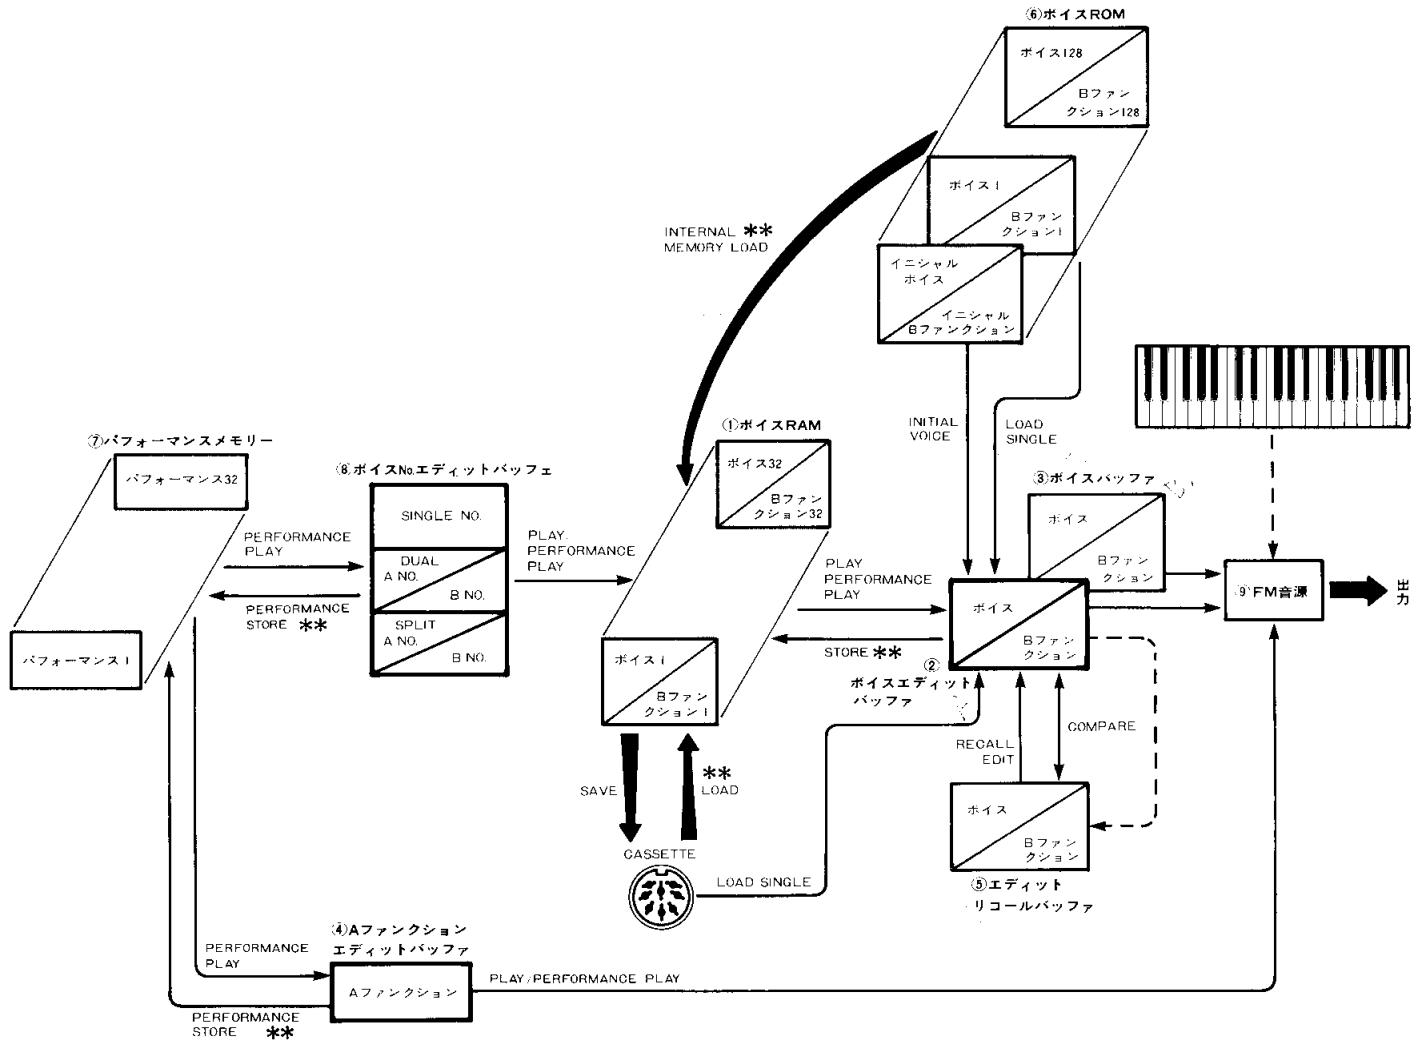 ⑥ボイスROM
ボイス128
Bファン
クション128
ボイス1
Bファン
クション1
イニシャル
ボイス
イニシャル
Bファンクション
INTERNAL **
MEMORY LOAD
INITIAL
VOICE
LOAD
SINGLE
①ボイスRAM
ボイス32
Bファン
クション32
ボイス1
Bファン
クション1
⑦パフォーマンスメモリー
パフォーマンス32
パフォーマンス1
⑧ボイスNo.エディットバッフェ
SINGLE NO.
DUAL
A NO.
B NO.
SPLIT
A NO.
B NO.
PERFORMANCE
PLAY
PERFORMANCE
STORE **
PLAY.
PERFORMANCE
PLAY
PLAY
PERFORMANCE
PLAY
STORE **
③ボイスバッファ
ボイス
Bファン
クション
ボイス
Bファン
クション
②
ボイスエディット
バッファ
⑨FM音源
出力
RECALL
EDIT
COMPARE
ボイス
Bファン
クション
⑤エディット
リコールバッファ
SAVE
**
LOAD
CASSETTE
LOAD SINGLE
④Aファンクション
エディットバッファ
Aファンクション
PERFORMANCE
PLAY
PERFORMANCE
STORE **
PLAY/PERFORMANCE PLAY